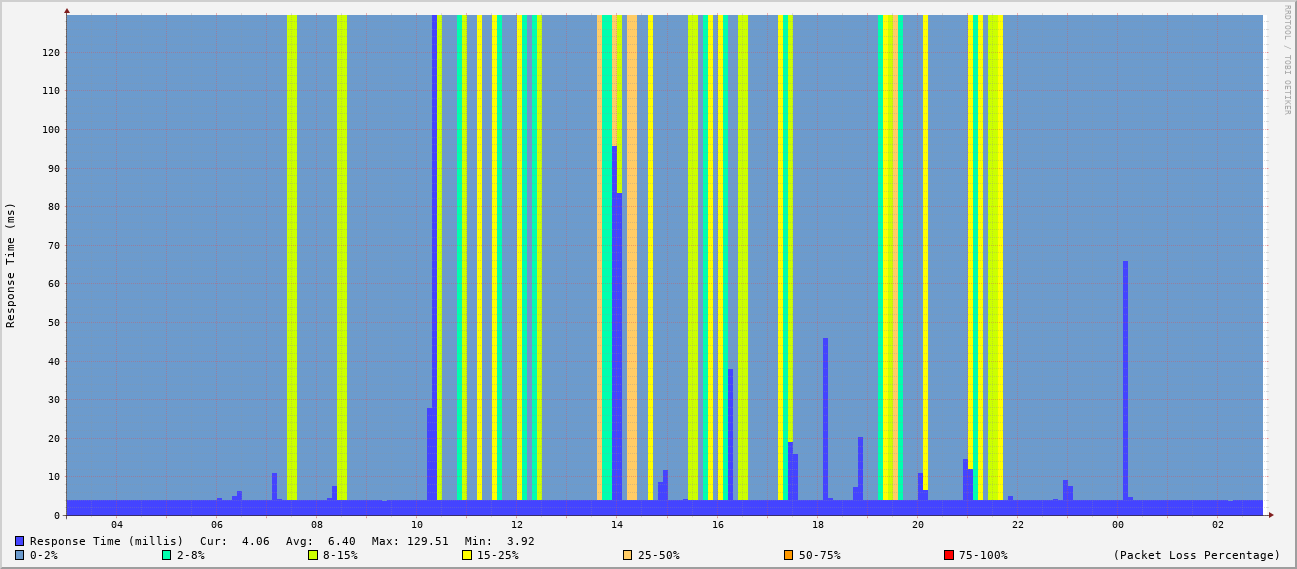 RRDTOOL / TOBI OETIKER
Response Time (ms)
120
110
100
90
80
70
60
50
40
30
20
10
0
04 06 08 10 12 14 16 18 20 22 00 02
Response Time (millis) Cur: 4.06 Avg: 6.40 Max: 129.51 Min: 3.92
0-2% 2-8% 8-15% 15-25% 25-50% 50-75% 75-100% (Packet Loss Percentage)